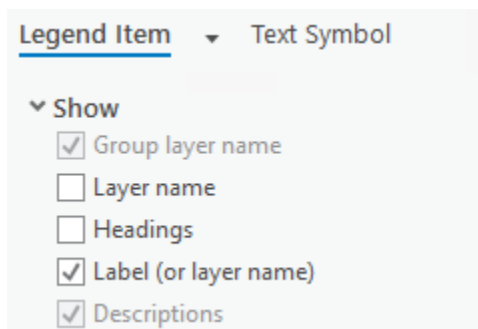 Legend Item Text Symbol
Show
Group layer name
Layer name
Headings
Label (or layer name)
Descriptions